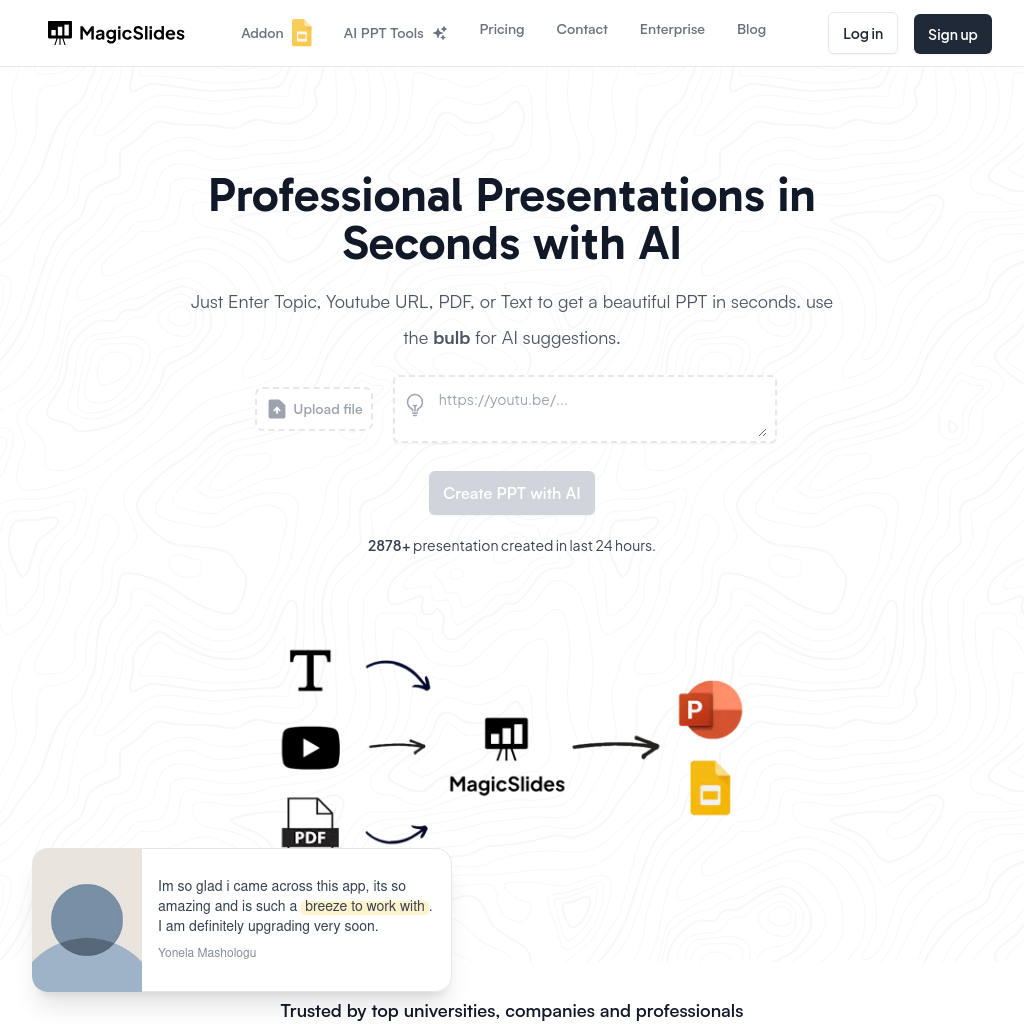 MagicSlides
Addon
AI PPT Tools
Pricing
Contact
Enterprise
Blog
Log in
Sign up
Professional Presentations in
Seconds with AI
Just Enter Topic, Youtube URL, PDF, or Text to get a beautiful PPT in seconds. use
the bulb for AI suggestions.
Upload file
https://youtu.be/...
Create PPT with AI
2878+ presentation created in last 24 hours.
T
P
MagicSlides
PDF
Im so glad i came across this app, its so
amazing and is such a breeze to work with .
I am definitely upgrading very soon.
Yonela Mashologu
Trusted by top universities, companies and professionals